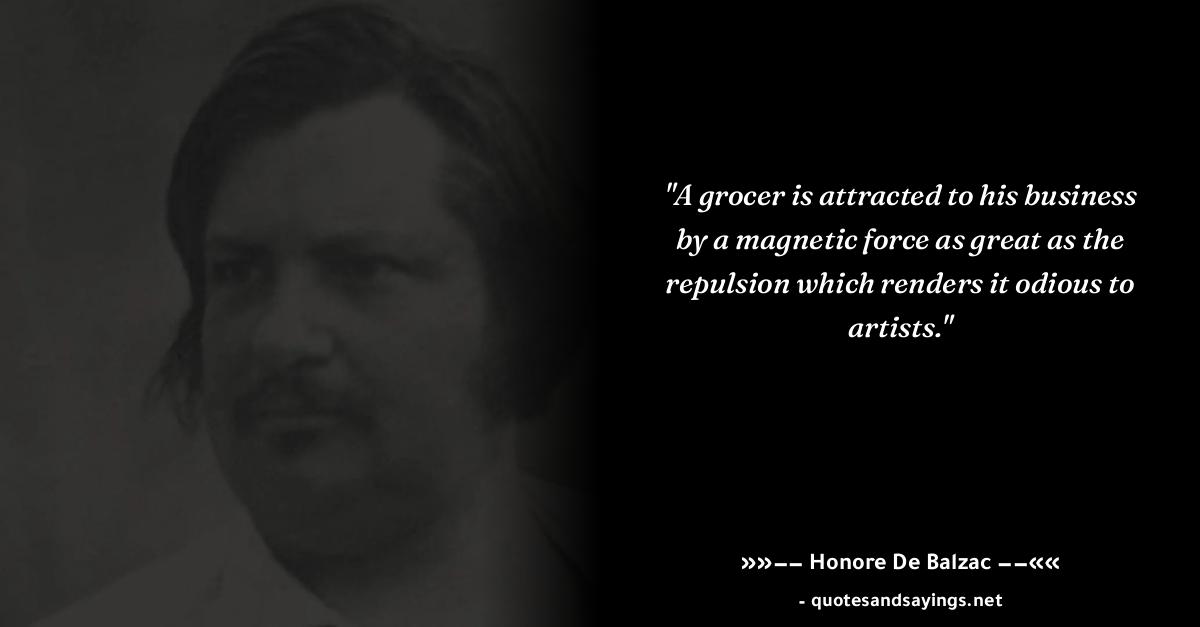 "A grocer is attracted to his business
by a magnetic force as great as the
repulsion which renders it odious to
artists."
»»−− Honore De Balzac −−««
- quotesandsayings.net